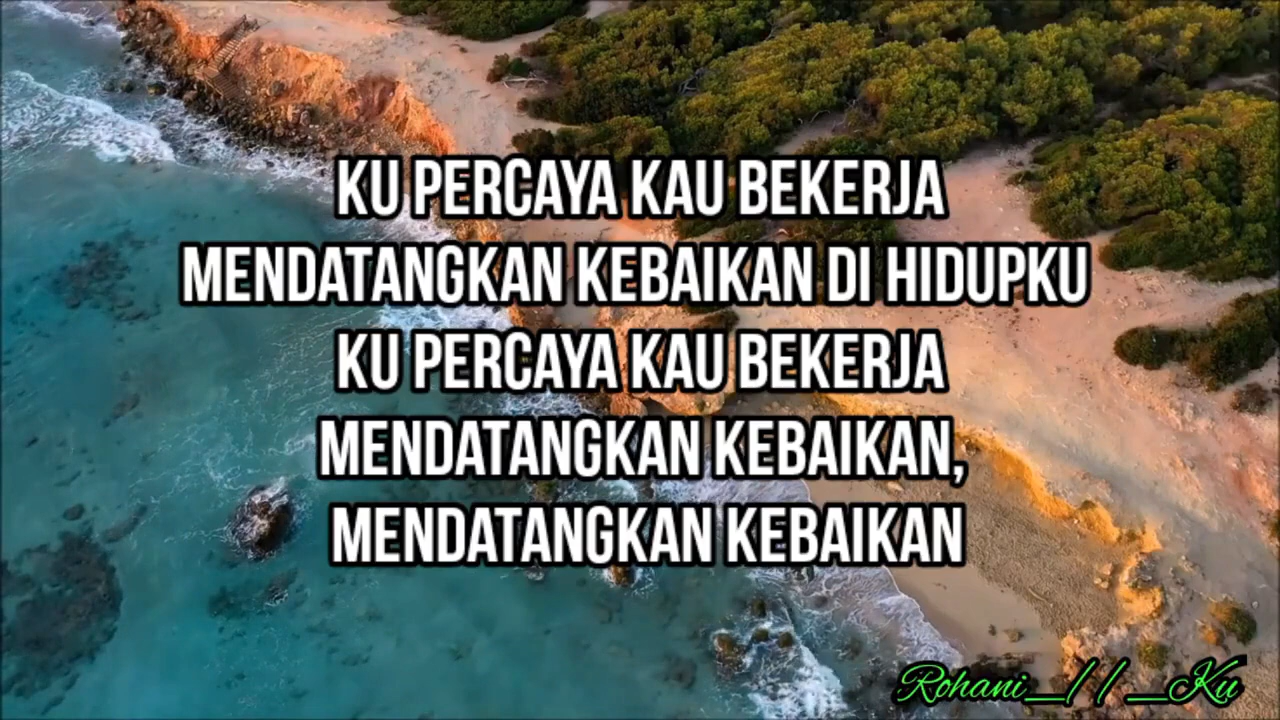 KU PERCAYA KAU BEKERJA
MENDATANGKAN KEBAIKAN DI HIDUPKU
KU PERCAYA KAU BEKERJA
MENDATANGKAN KEBAIKAN,
MENDATANGKAN KEBAIKAN
Rohani_//_Ku